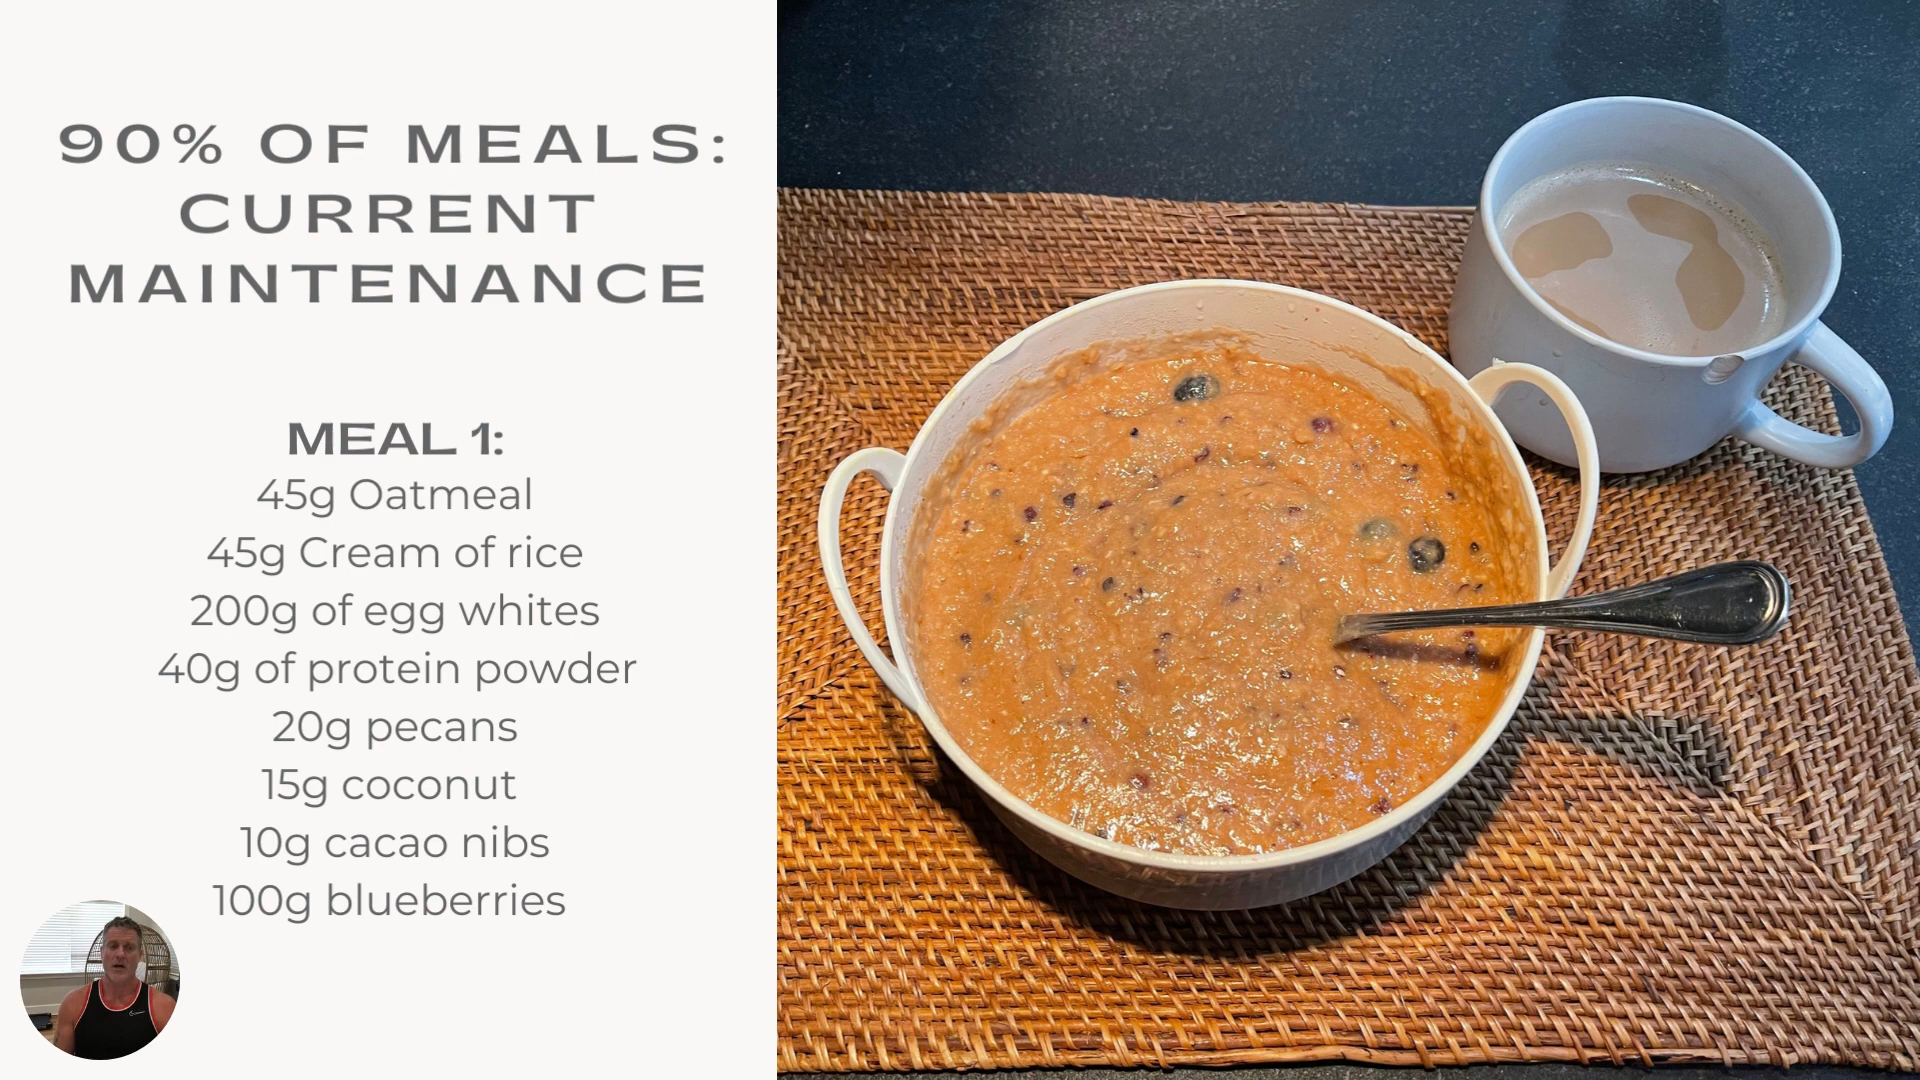 90% OF MEALS:
CURRENT
MAINTENANCE
MEAL 1:
45g Oatmeal
45g Cream of rice
200g of egg whites
40g of protein powder
20g pecans
15g coconut
10g cacao nibs
100g blueberries